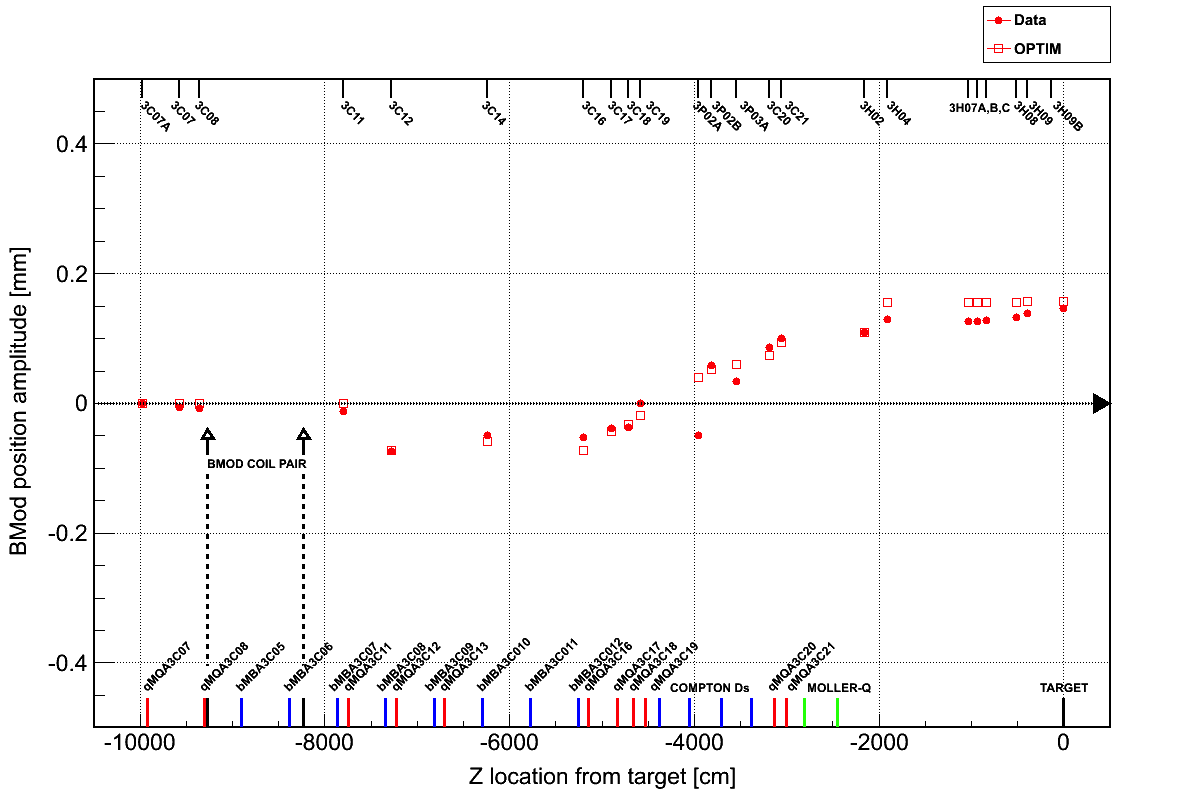 Data
OPTIM
3C07A
3C07
3C08
3C11
3C12
3C14
3C16
3C17
3C18
3C19
3P02A
3P02B
3P03A
3C20
3C21
3H02
3H04
3H07A,B,C
3H08
3H09
3H09B
0.4
0.2
0
-0.2
-0.4
BMod position amplitude [mm]
BMOD COIL PAIR
qMQA3C07
qMQA3C08
bMBA3C05
bMBA3C06
bMBA3C07
qMQA3C11
bMBA3C08
qMQA3C12
bMBA3C09
qMQA3C13
bMBA3C010
bMBA3C011
bMBA3C012
qMQA3C16
qMQA3C17
qMQA3C18
qMQA3C19
COMPTON Ds
qMQA3C20
qMQA3C21
MOLLER-Q
TARGET
-10000
-8000
-6000
-4000
-2000
0
Z location from target [cm]